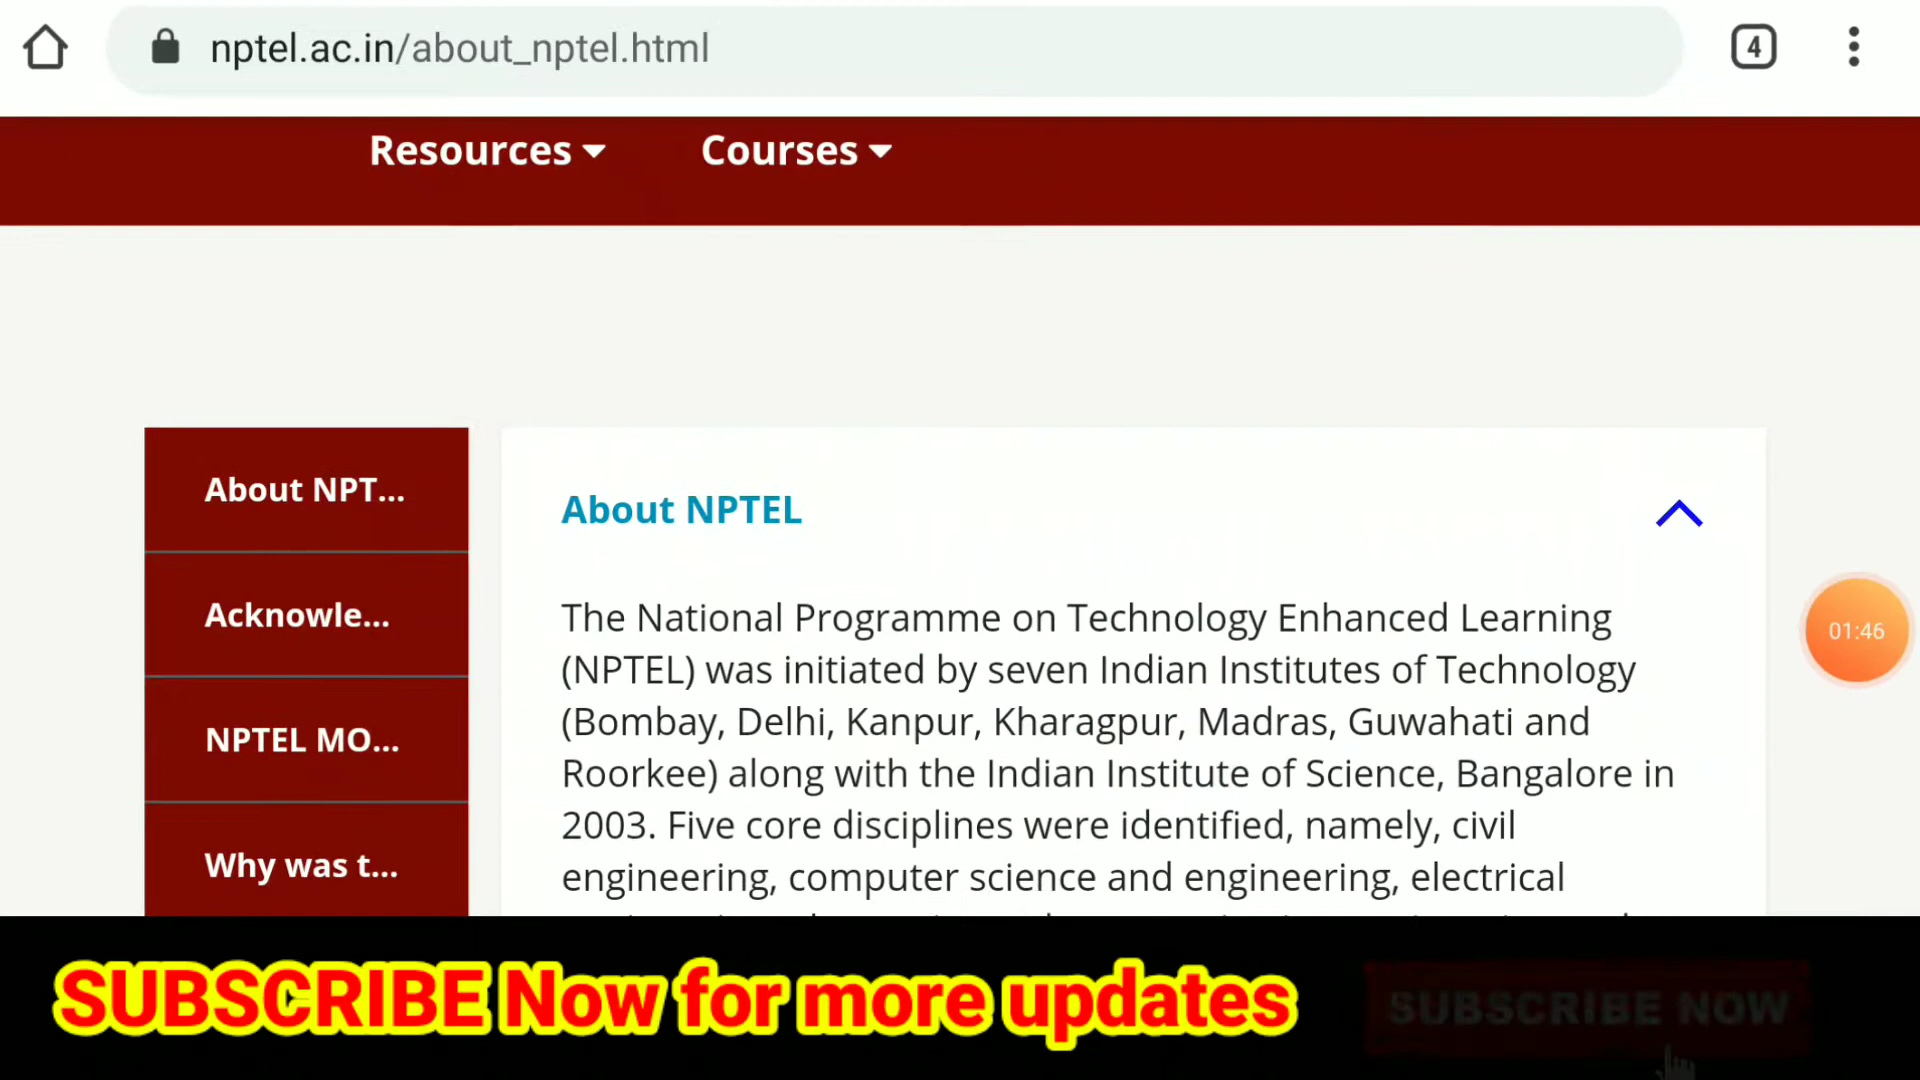 nptel.ac.in/about_nptel.html
4
Resources Courses
About NPT...
Acknowle...
NPTEL MO...
Why was t...
About NPTEL
The National Programme on Technology Enhanced Learning
(NPTEL) was initiated by seven Indian Institutes of Technology
(Bombay, Delhi, Kanpur, Kharagpur, Madras, Guwahati and
Roorkee) along with the Indian Institute of Science, Bangalore in
2003. Five core disciplines were identified, namely, civil
engineering, computer science and engineering, electrical
01:46
SUBSCRIBE Now for more updates
SUBSCRIBE NOW